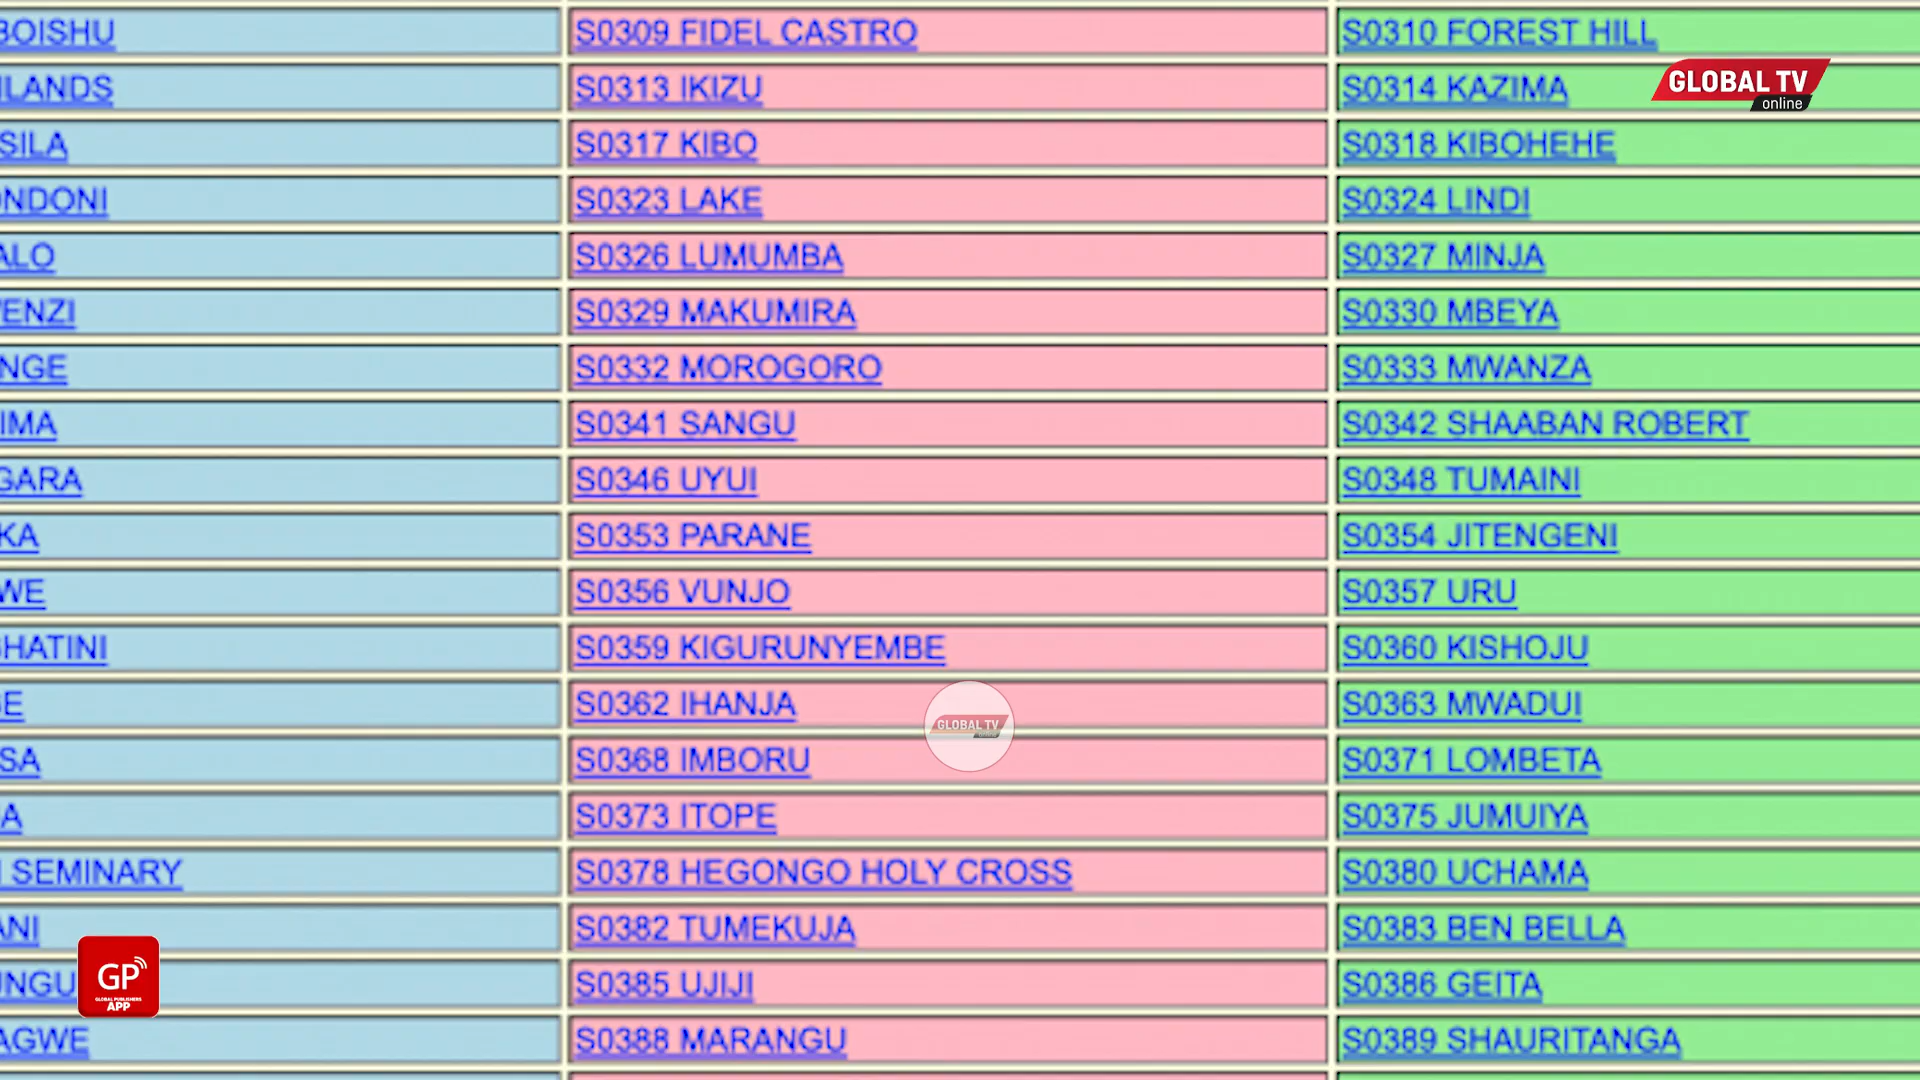 BOISHU S0309 FIDEL CASTRO S0310 FOREST HILL
LANDS S0313 IKIZU S0314 KAZIMA
GLOBAL TV
online
SILA S0317 KIBO S0318 KIBOHEHE
ONDONI S0323 LAKE S0324 LINDI
ALO S0326 LUMUMBA S0327 MINJA
ENZI S0329 MAKUMIRA S0330 MBEYA
NGE S0332 MOROGORO S0333 MWANZA
IMA S0341 SANGU S0342 SHAABAN ROBERT
GARA S0346 UYUI S0348 TUMAINI
KA S0353 PARANE S0354 JITENGENI
WE S0356 VUNJO S0357 URU
HATINI S0359 KIGURUNYEMBE S0360 KISHOJU
E S0362 IHANJA S0363 MWADUI
GLOBAL TV
online
SA S0368 IMBORU S0371 LOMBETA
A S0373 ITOPE S0375 JUMUIYA
SEMINARY S0378 HEGONGO HOLY CROSS S0380 UCHAMA
ANI S0382 TUMEKUJA S0383 BEN BELLA
NGU S0385 UJIJI S0386 GEITA
GP
GLOBAL PUBLISHERS
APP
AGWE S0388 MARANGU S0389 SHAURITANGA